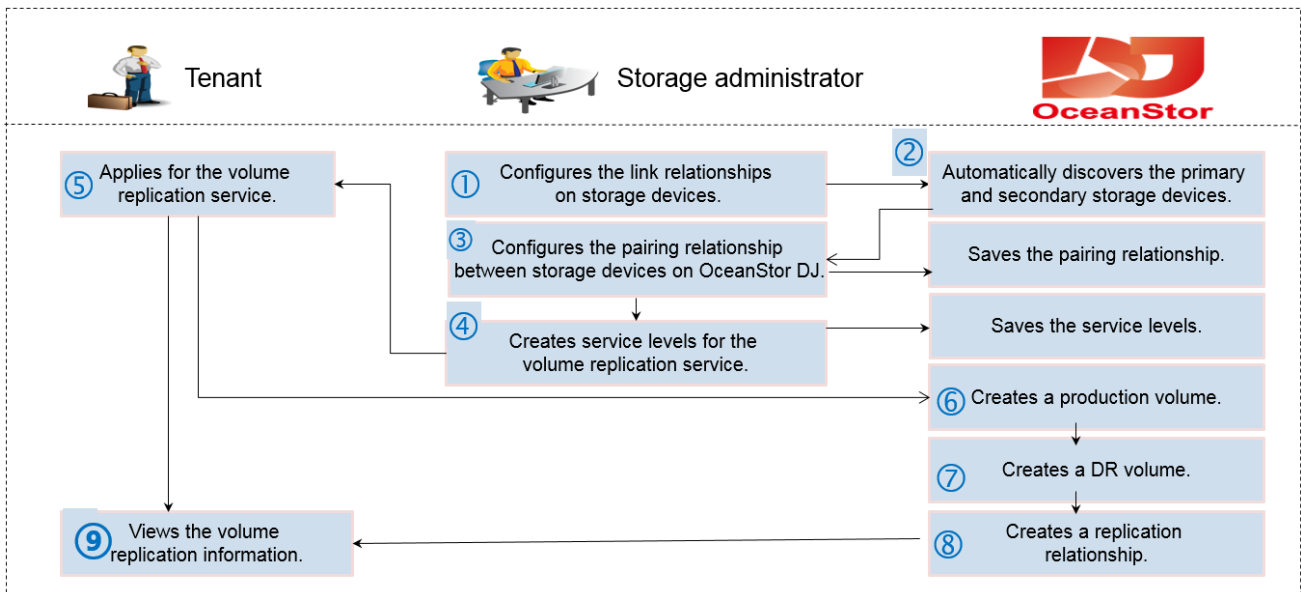 Tenant
Storage administrator
DJ
OceanStor
⑤ Applies for the volume
replication service.
① Configures the link relationships
on storage devices.
② Automatically discovers the primary
and secondary storage devices.
③ Configures the pairing relationship
between storage devices on OceanStor DJ.
Saves the pairing relationship.
④ Creates service levels for the
volume replication service.
Saves the service levels.
⑥ Creates a production volume.
⑦ Creates a DR volume.
⑨ Views the volume
replication information.
⑧ Creates a replication
relationship.